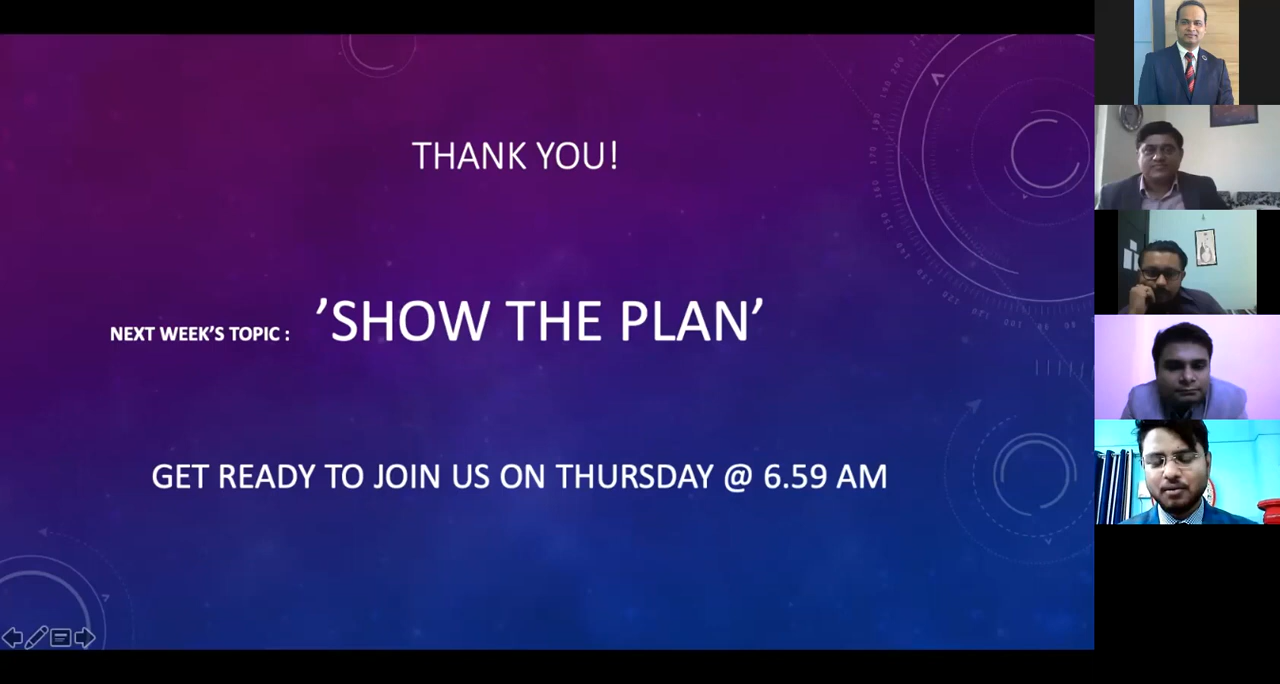 THANK YOU!
NEXT WEEK’S TOPIC : ’SHOW THE PLAN’
GET READY TO JOIN US ON THURSDAY @ 6.59 AM